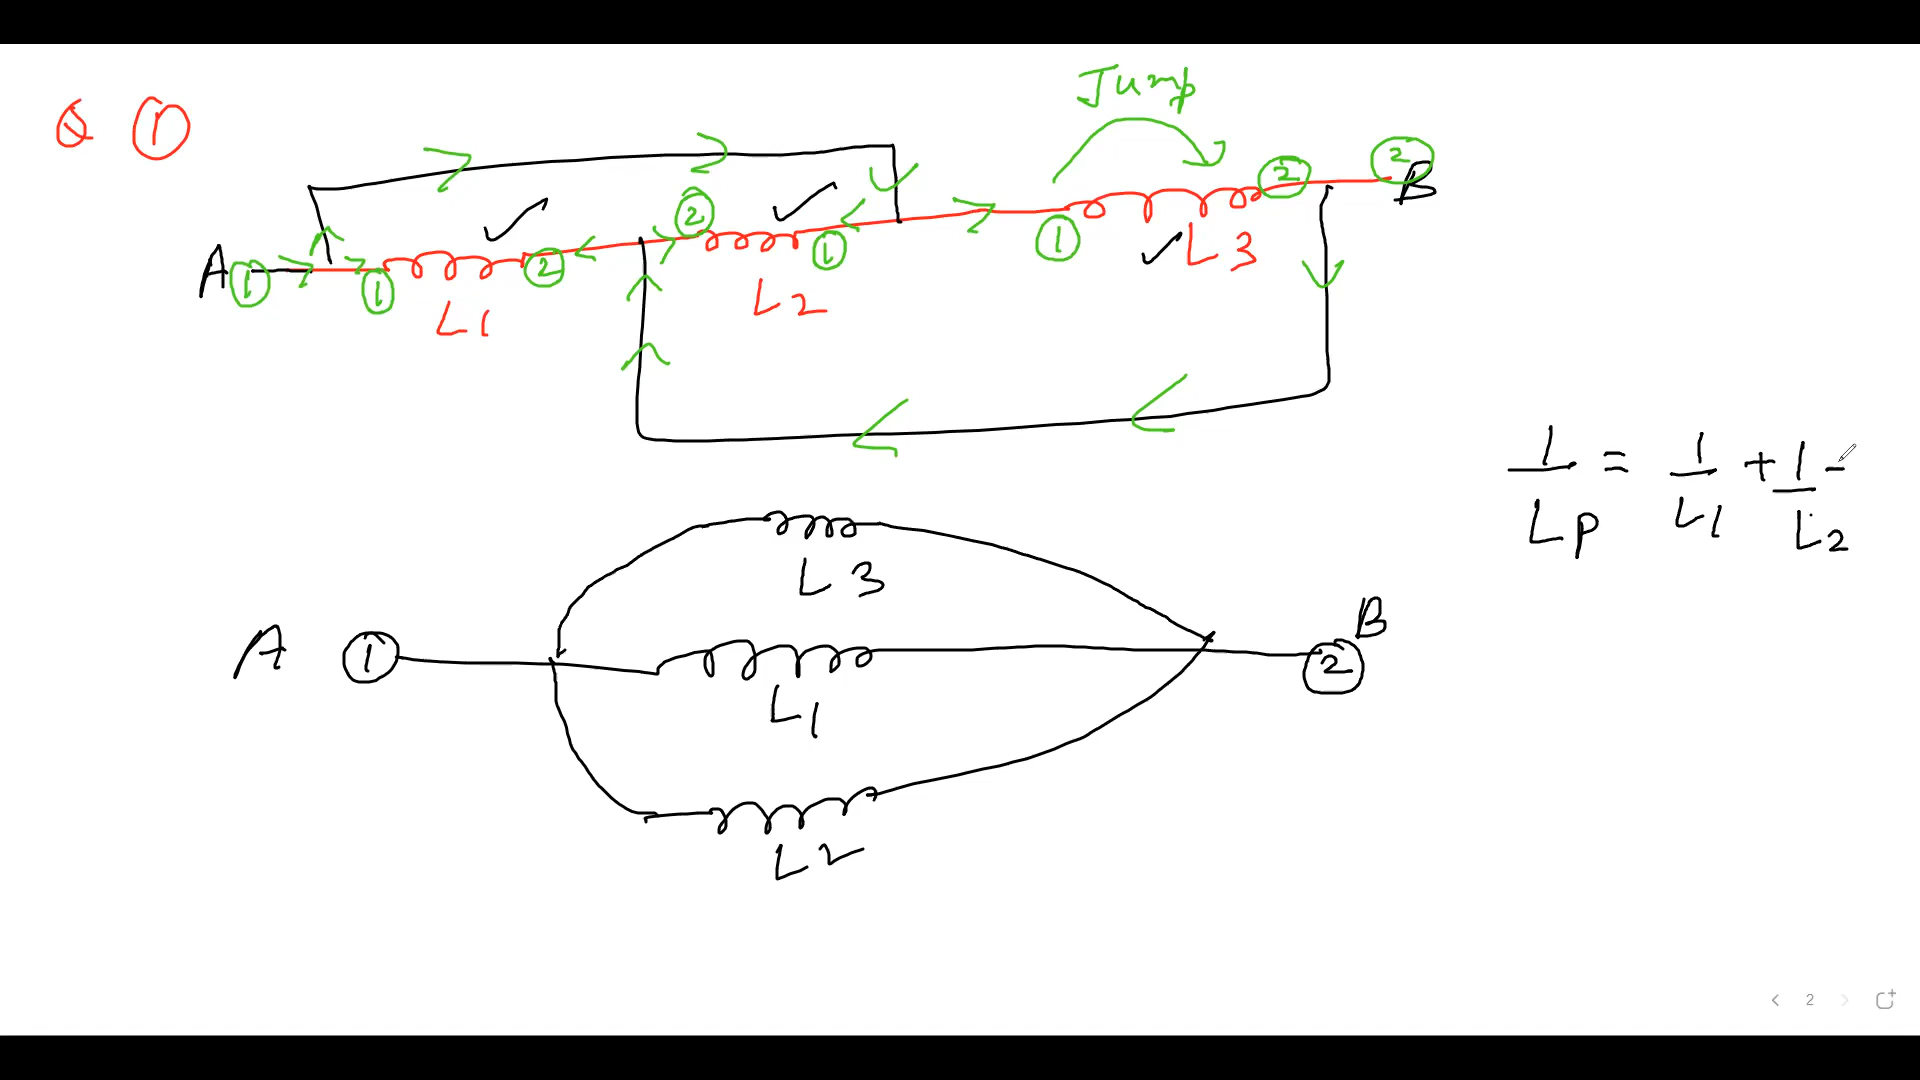 Q ①
Jump
A ① ① L1 ② ② L2 ① ① L3 ② ② B
1/LP = 1/L1 + 1/L2 -
L3
A ① L1 ② B
L2
2